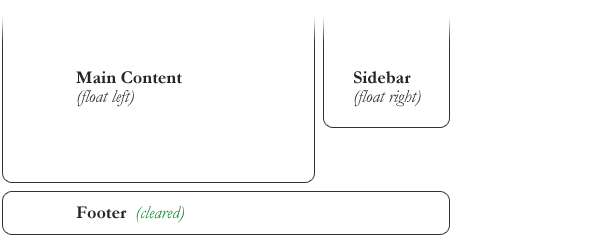 Main Content
(float left)
Sidebar
(float right)
Footer (cleared)